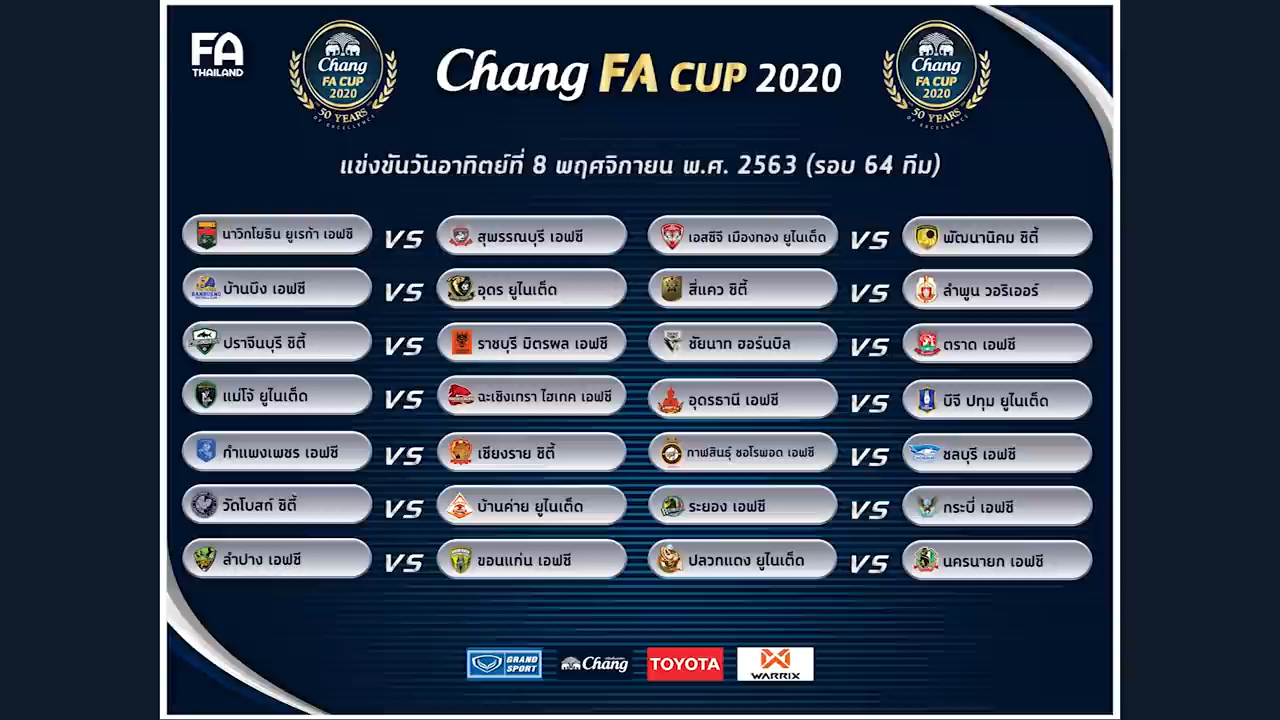 FA
THAILAND
Chang
FA CUP
2020
50 YEARS
OF EXCELLENCE
Chang FA CUP 2020
Chang
FA CUP
2020
50 YEARS
OF EXCELLENCE
แข่งขันวันอาทิตย์ที่ 8 พฤศจิกายน พ.ศ. 2563 (รอบ 64 ทีม)
นาวิกโยธิน ยูเรก้า เอฟซี VS สุพรรณบุรี เอฟซี เอสซีจี เมืองทอง ยูไนเต็ด VS พัฒนานิคม ซิตี้
บ้านบึง เอฟซี VS อุดร ยูไนเต็ด สี่แคว ซิตี้ VS ลำพูน วอริเออร์
ปราจีนบุรี ซิตี้ VS ราชบุรี มิตรผล เอฟซี ชัยนาท ฮอร์นบิล VS ตราด เอฟซี
แม่โจ้ ยูไนเต็ด VS ฉะเชิงเทรา ไฮเทค เอฟซี อุดรธานี เอฟซี VS บีจี ปทุม ยูไนเต็ด
กำแพงเพชร เอฟซี VS เชียงราย ซิตี้ กาฬสินธุ์ ชอโรพอต เอฟซี VS ชลบุรี เอฟซี
วัดโบสถ์ ซิตี้ VS บ้านค่าย ยูไนเต็ด ระยอง เอฟซี VS กระบี่ เอฟซี
ลำปาง เอฟซี VS ขอนแก่น เอฟซี ปลวกแดง ยูไนเต็ด VS นครนายก เอฟซี
GRAND SPORT Chang TOYOTA WARRIX